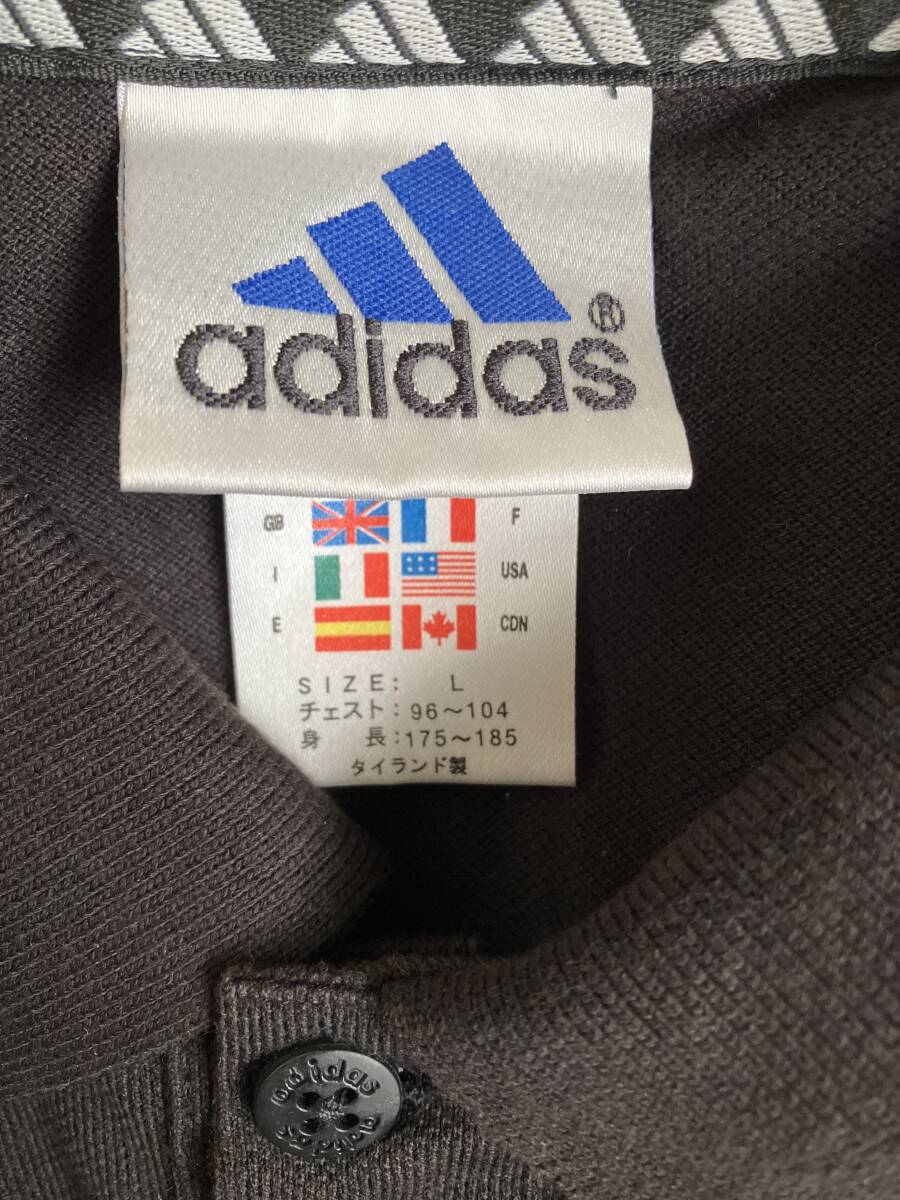 adidas®
GB F
I USA
E CDN
SIZE: L
チェスト:96～104
身 長:175～185
タイランド製
adidas
adidas